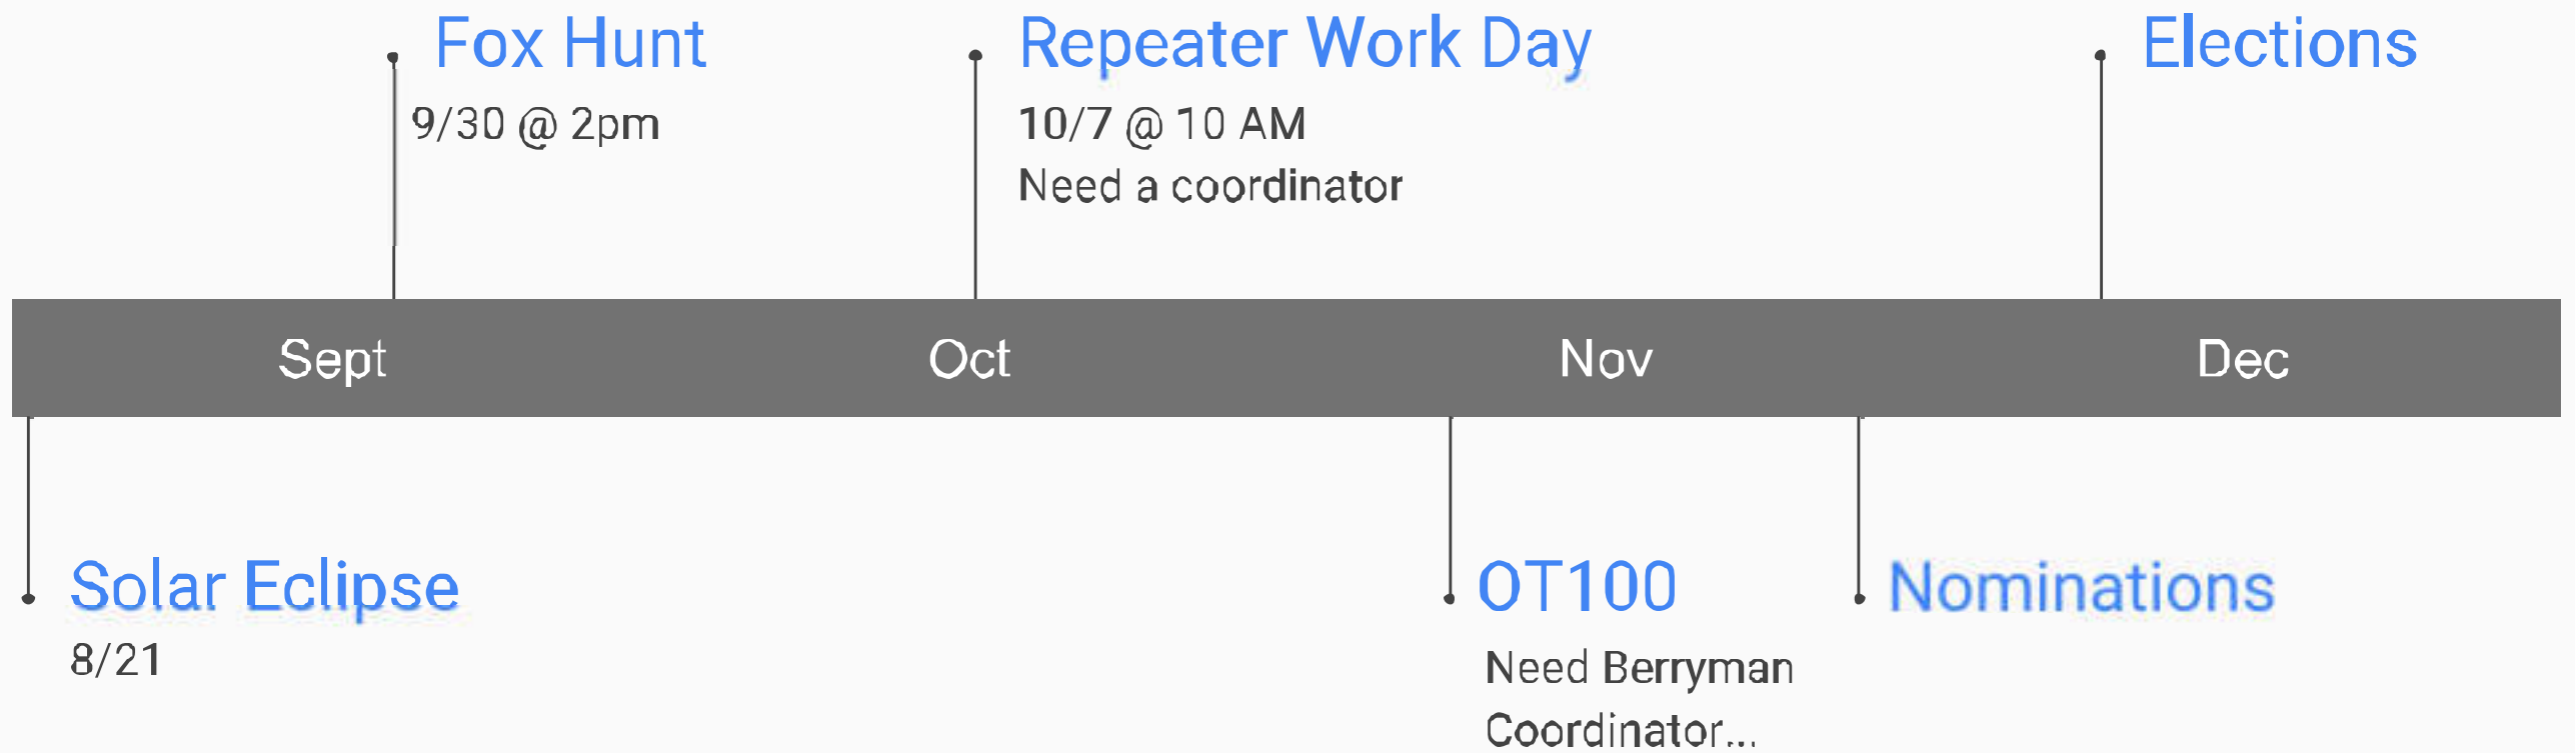 Fox Hunt
9/30 @ 2pm
Repeater Work Day
10/7 @ 10 AM
Need a coordinator
Elections
Sept
Oct
Nov
Dec
Solar Eclipse
8/21
OT100
Need Berryman
Coordinator...
Nominations